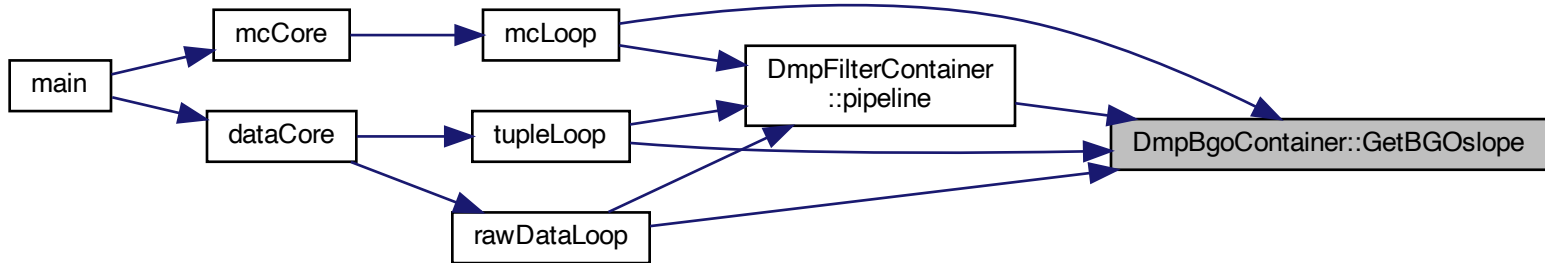 main
mcCore
dataCore
mcLoop
tupleLoop
rawDataLoop
DmpFilterContainer
::pipeline
DmpBgoContainer::GetBGOslope